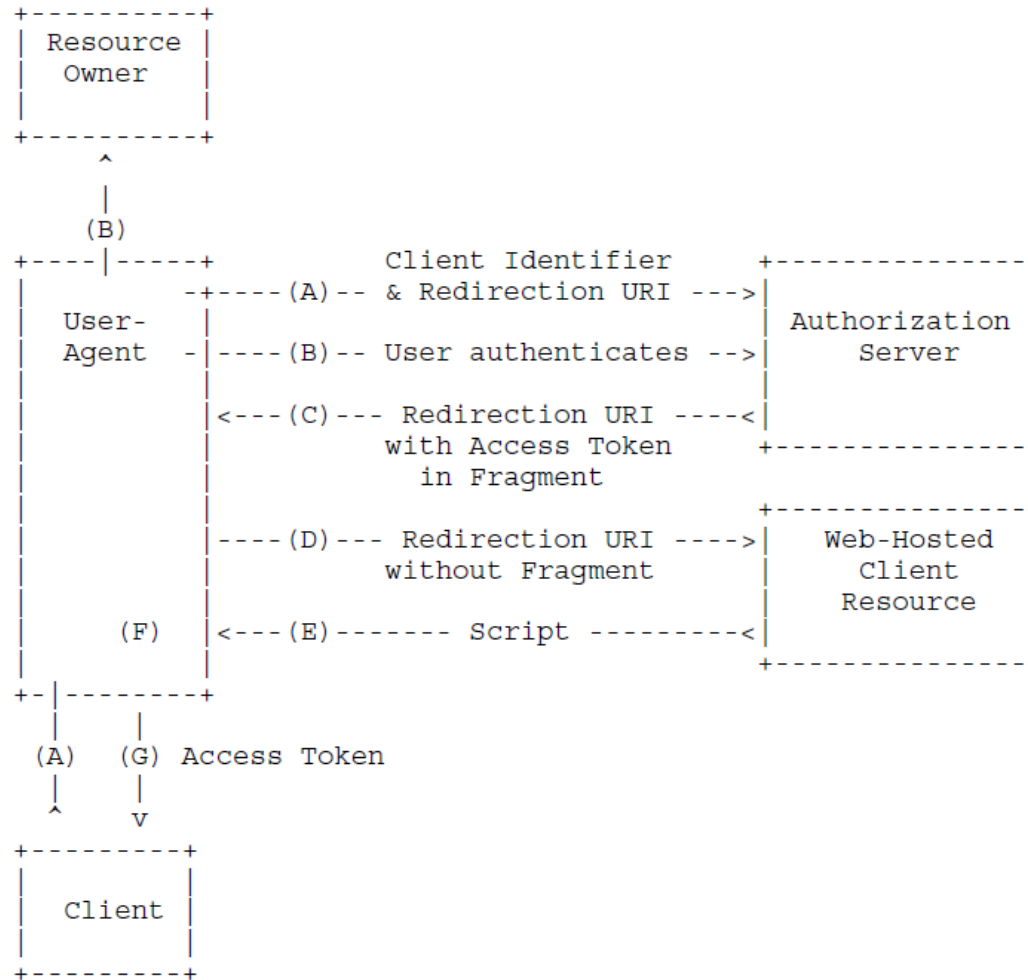 +----------+
| Resource |
|  Owner   |
|          |
+----------+
     ^
     |
    (B)
+----|-----+          Client Identifier     +---------------
|         -+----(A)-- & Redirection URI --->|
|  User-   |                                | Authorization
|  Agent  -|----(B)-- User authenticates -->|     Server
|          |                                |
|          |<---(C)--- Redirection URI ----<|
|          |          with Access Token     +---------------
|          |            in Fragment
|          |                                +---------------
|          |----(D)--- Redirection URI ---->|   Web-Hosted
|          |          without Fragment      |     Client
|          |                                |    Resource
|     (F)  |<---(E)------- Script ---------<|
|          |                                +---------------
+-|--------+
  |    |
 (A)  (G) Access Token
  |    |
  ^    v
+---------+
|         |
|  Client |
|         |
+---------+